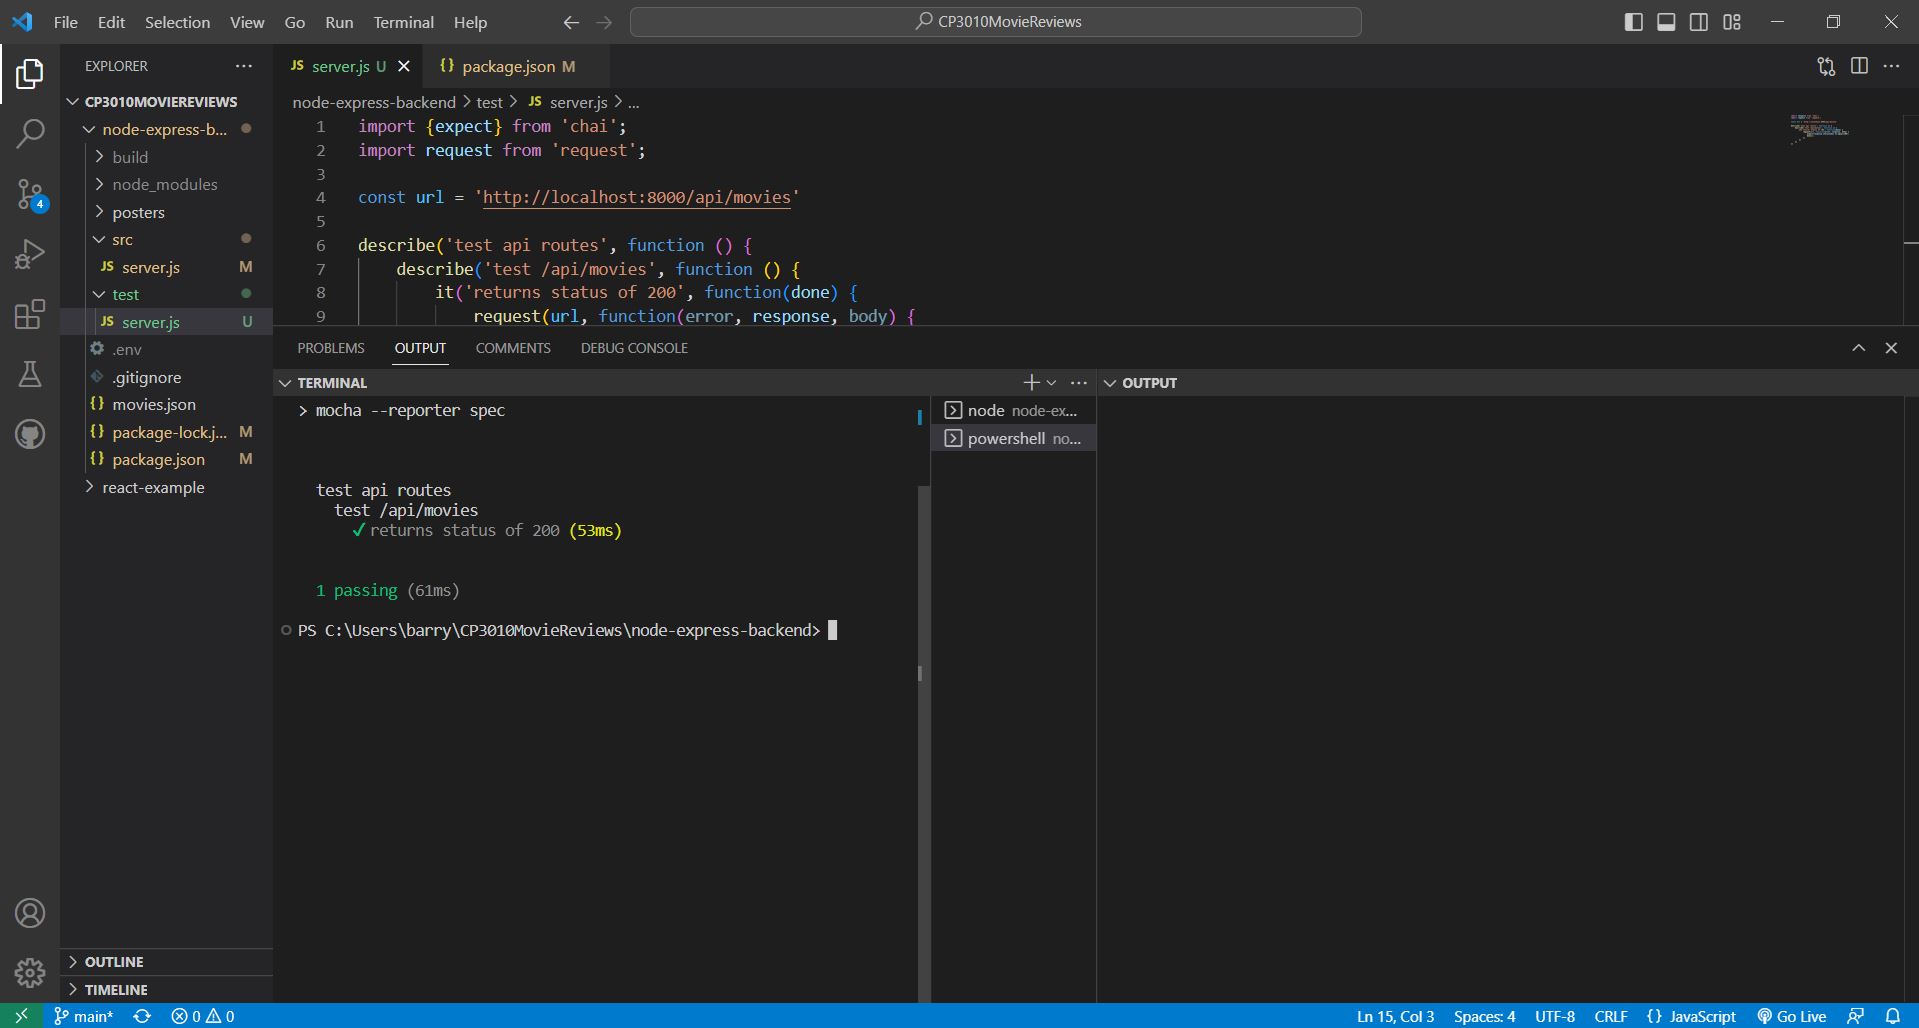 File Edit Selection View Go Run Terminal Help
CP3010MovieReviews
EXPLORER
CP3010MOVIEREVIEWS
node-express-b...
build
node_modules
posters
src
JS server.js M
test
JS server.js U
.env
.gitignore
{} movies.json
{} package-lock.j... M
{} package.json M
react-example
OUTLINE
TIMELINE
4
JS server.js U
{} package.json M
node-express-backend > test > JS server.js > ...
1 import {expect} from 'chai';
2 import request from 'request';
3
4 const url = 'http://localhost:8000/api/movies'
5
6 describe('test api routes', function () {
7 describe('test /api/movies', function () {
8 it('returns status of 200', function(done) {
9 request(url, function(error, response, body) {
PROBLEMS OUTPUT COMMENTS DEBUG CONSOLE
TERMINAL
> mocha --reporter spec
test api routes
test /api/movies
✓ returns status of 200 (53ms)
1 passing (61ms)
PS C:\Users\barry\CP3010MovieReviews\node-express-backend>
node node-ex...
powershell no...
OUTPUT
main* 0 0 Ln 15, Col 3 Spaces: 4 UTF-8 CRLF {} JavaScript Go Live